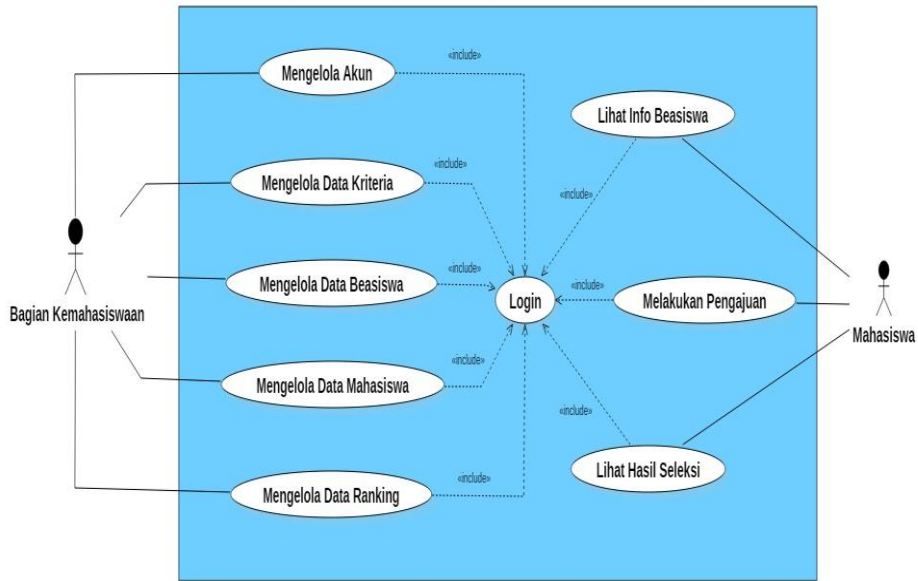 Mengelola Akun
«include»
Lihat Info Beasiswa
Mengelola Data Kriteria
«include»
«include»
Bagian Kemahasiswaan
Mengelola Data Beasiswa
«include»
Login
«include»
Melakukan Pengajuan
Mahasiswa
Mengelola Data Mahasiswa
«include»
«include»
Lihat Hasil Seleksi
Mengelola Data Ranking
«include»